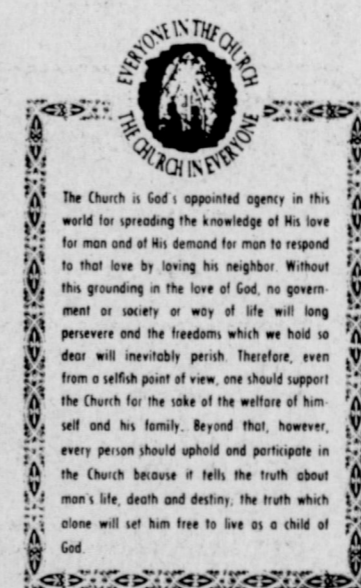 EVERYONE IN THE CHURCH
THE CHURCH IN EVERYONE
The Church is God's appointed agency in this
world for spreading the knowledge of His love
for man and of His demand for man to respond
to that love by loving his neighbor. Without
this grounding in the love of God, no govern-
ment or society or way of life will long
persevere and the freedoms which we hold so
dear will inevitably perish. Therefore, even
from a selfish point of view, one should support
the Church for the sake of the welfare of him-
self and his family. Beyond that, however,
every person should uphold and participate in
the Church because it tells the truth about
man's life, death and destiny, the truth which
alone will set him free to live as a child of
God.